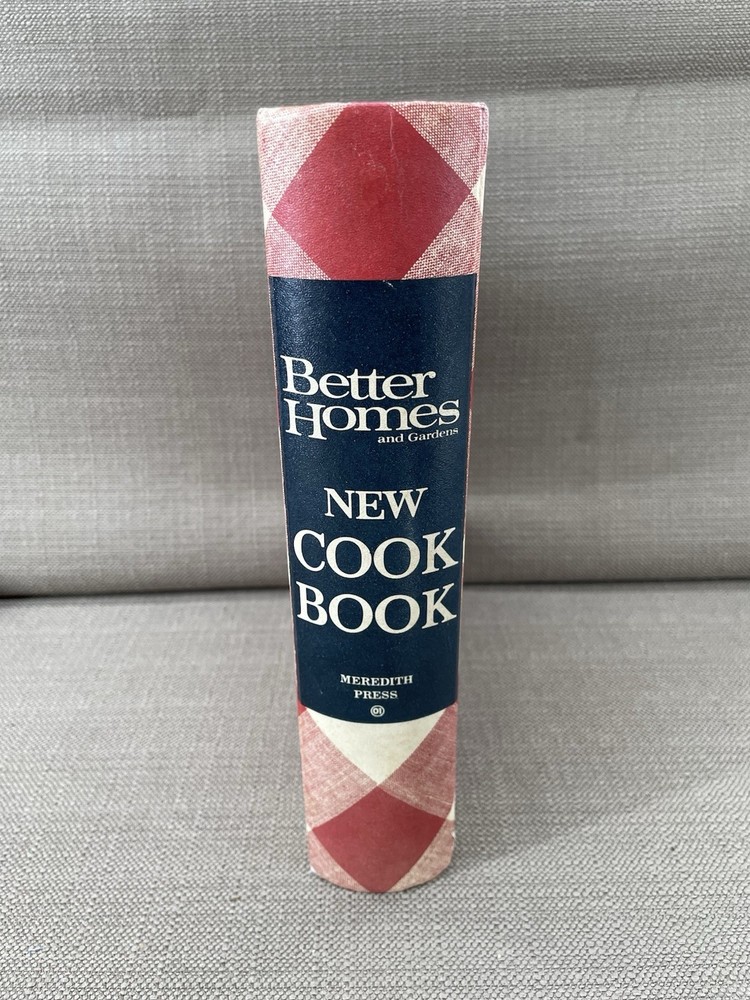 Better
Homes
and Gardens
NEW
COOK
BOOK
MEREDITH
PRESS